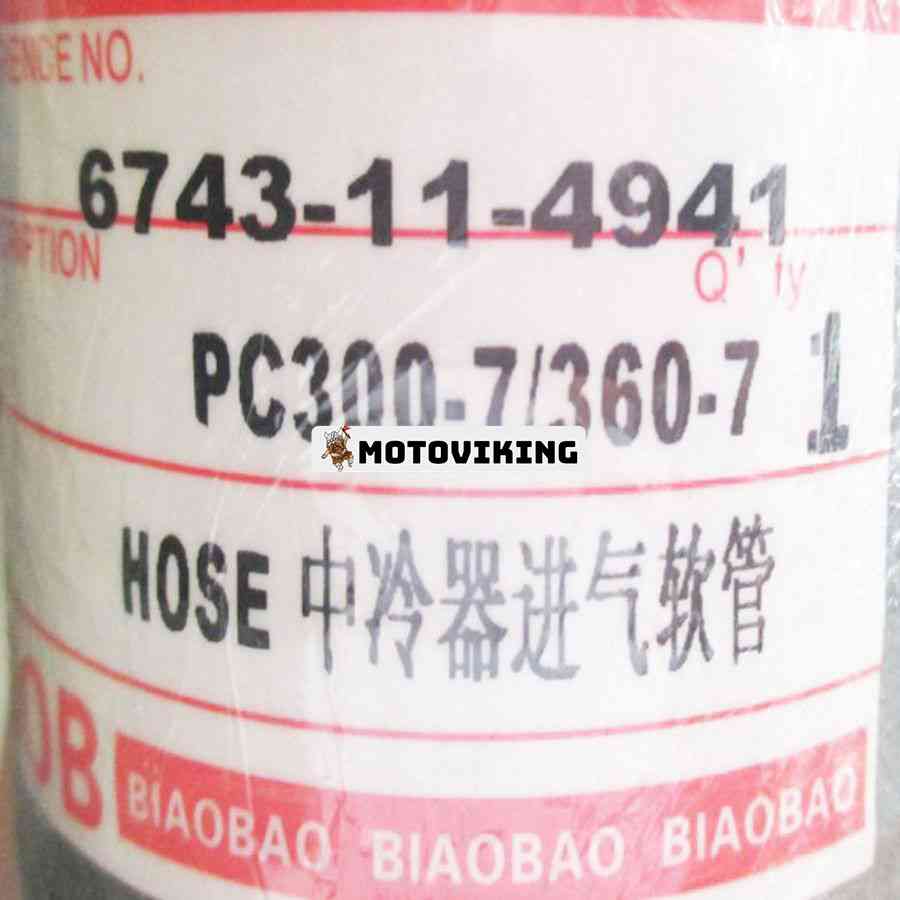 ENCE NO.
6743-11-4941
PTION
Q'ty
PC300-7/360-7
1
MOTOVIKING
HOSE 中冷器进气软管
OB
BIAOBAO BIAOBAO BIAOBAO